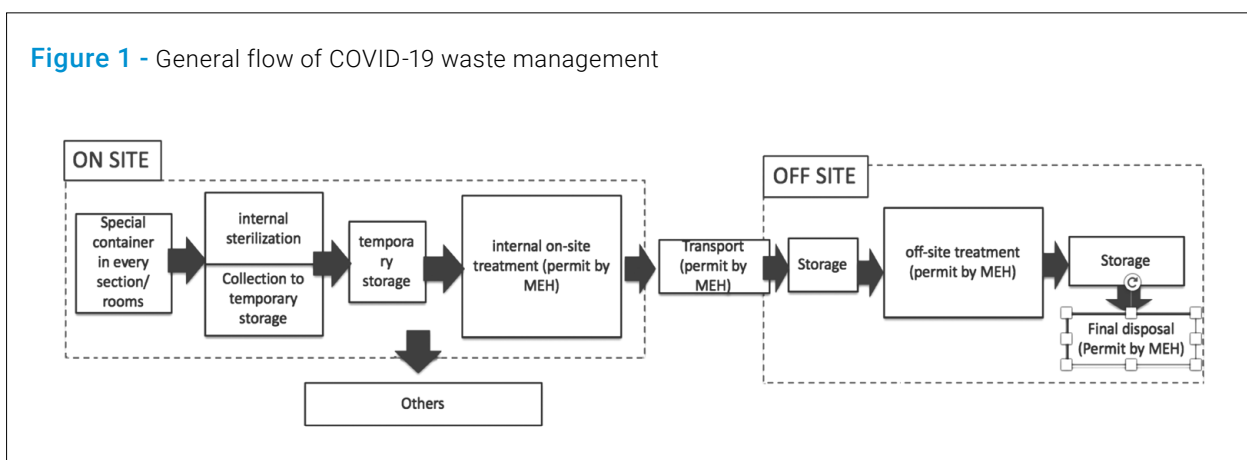 Figure 1 - General flow of COVID-19 waste management
ON SITE
Special
container
in every
section/
rooms
internal
sterilization
Collection to
temporary
storage
tempora
ry
storage
internal on-site
treatment (permit by
MEH)
Transport
(permit by
MEH)
OFF SITE
Storage
off-site treatment
(permit by MEH)
Storage
Final disposal
(Permit by MEH)
Others